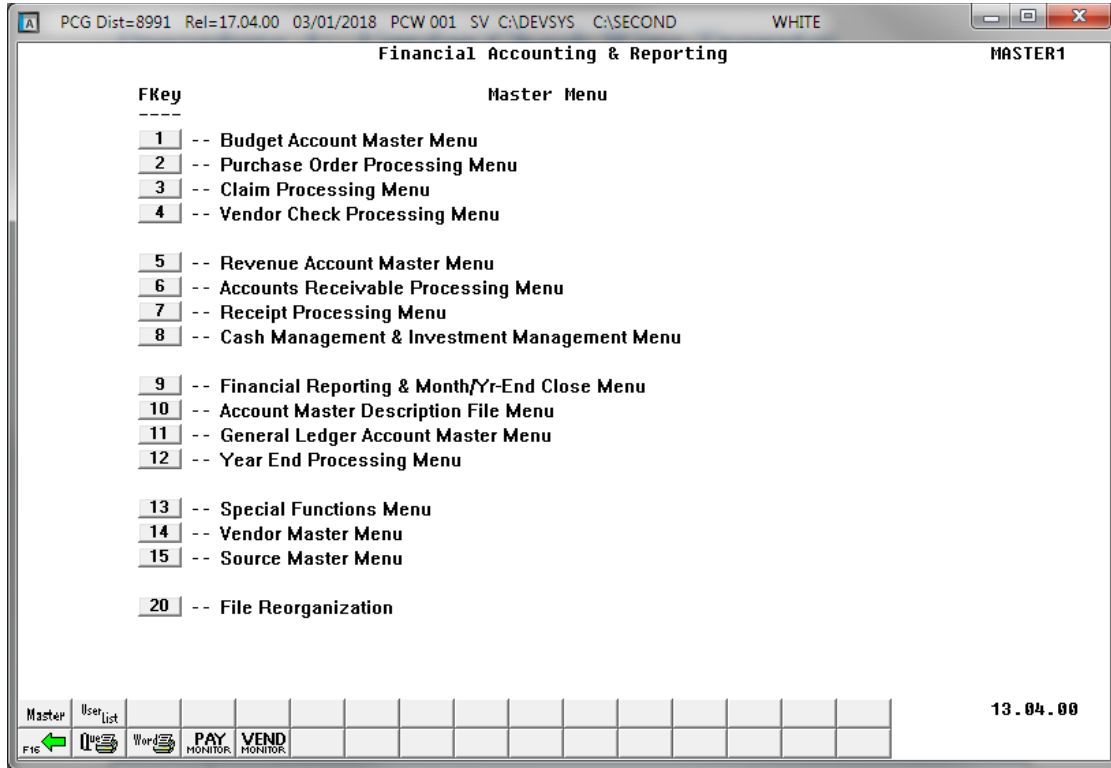 PCG Dist=8991 Rel=17.04.00 03/01/2018 PCW 001 SV C:\DEVSYS C:\SECOND WHITE
Financial Accounting & Reporting MASTER1
FKey Master Menu
----
1 -- Budget Account Master Menu
2 -- Purchase Order Processing Menu
3 -- Claim Processing Menu
4 -- Vendor Check Processing Menu
5 -- Revenue Account Master Menu
6 -- Accounts Receivable Processing Menu
7 -- Receipt Processing Menu
8 -- Cash Management & Investment Management Menu
9 -- Financial Reporting & Month/Yr-End Close Menu
10 -- Account Master Description File Menu
11 -- General Ledger Account Master Menu
12 -- Year End Processing Menu
13 -- Special Functions Menu
14 -- Vendor Master Menu
15 -- Source Master Menu
20 -- File Reorganization
Master User List 13.04.00
F16 Que Word PAY MONITOR VEND MONITOR